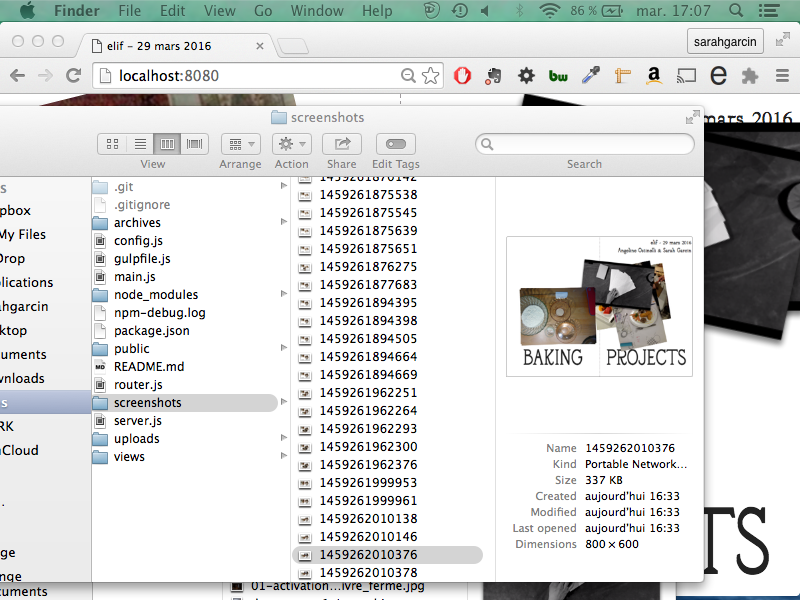 Finder File Edit View Go Window Help 86 % mar. 17:07
elif - 29 mars 2016
sarahgarcin
localhost:8080
mars 2016
screenshots
View Arrange Action Share Edit Tags Search
pbox
My Files
Drop
plications
ahgarcin
ktop
cuments
wnloads
s
RK
Cloud
ge
nge
cuments
.git
.gitignore
archives
config.js
gulpfile.js
main.js
node_modules
npm-debug.log
package.json
public
README.md
router.js
screenshots
server.js
uploads
views
1459261870142
1459261875538
1459261875545
1459261875639
1459261875651
1459261876275
1459261877683
1459261894395
1459261894398
1459261894505
1459261894664
1459261894669
1459261962251
1459261962264
1459261962293
1459261962300
1459261962376
1459261999953
1459261999961
1459262010138
1459262010146
1459262010376
1459262010378
elif - 29 mars 2016
Angelina Ostinelli & Sarah Garcin
BAKING PROJECTS
Name 1459262010376
Kind Portable Network...
Size 337 KB
Created aujourd'hui 16:33
Modified aujourd'hui 16:33
Last opened aujourd'hui 16:33
Dimensions 800 × 600
TS
01-activation...ivre_ferme.jpg